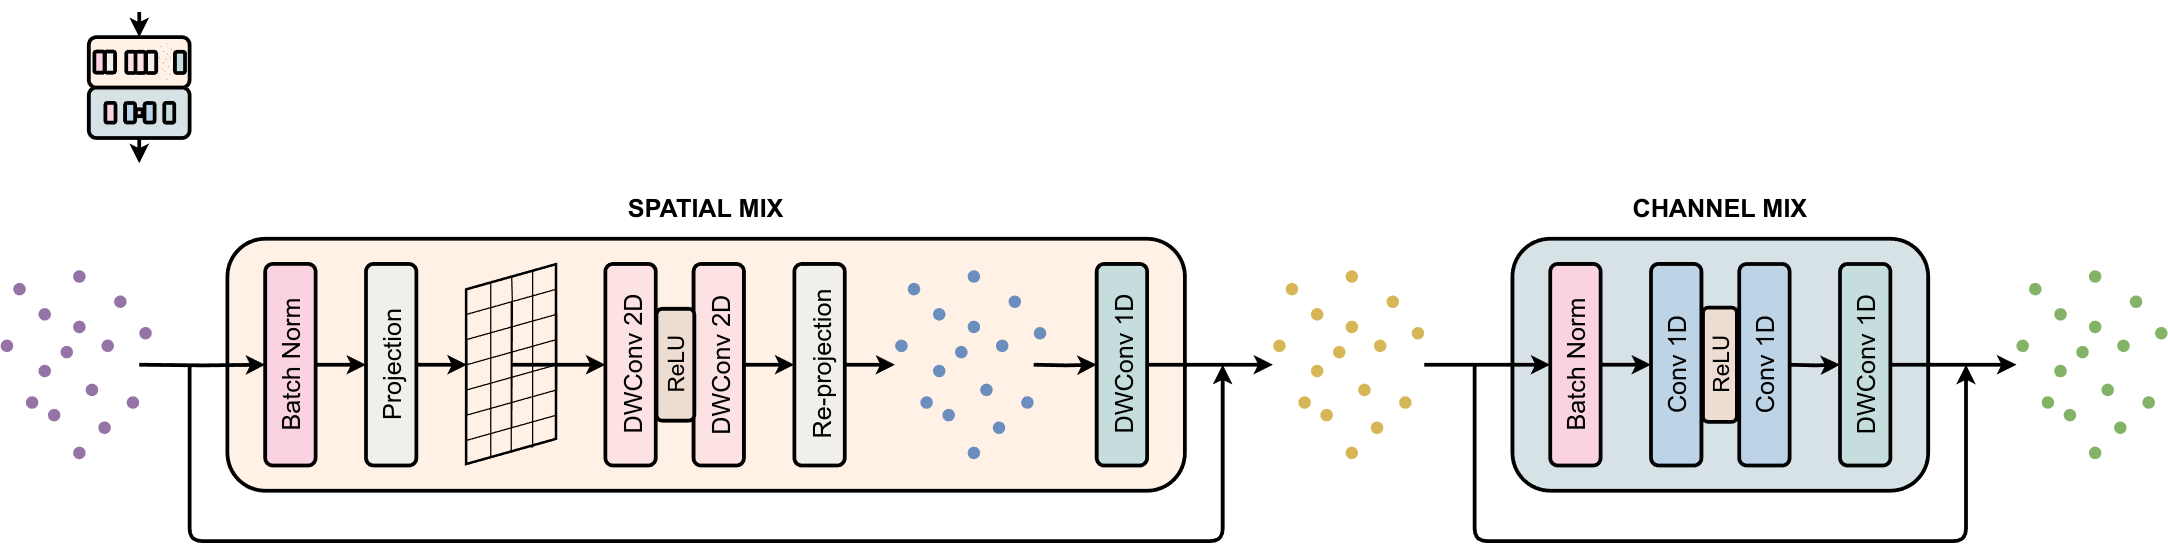 SPATIAL MIX
Batch Norm
Projection
DWConv 2D
ReLU
DWConv 2D
Re-projection
DWConv 1D
CHANNEL MIX
Batch Norm
Conv 1D
ReLU
Conv 1D
DWConv 1D